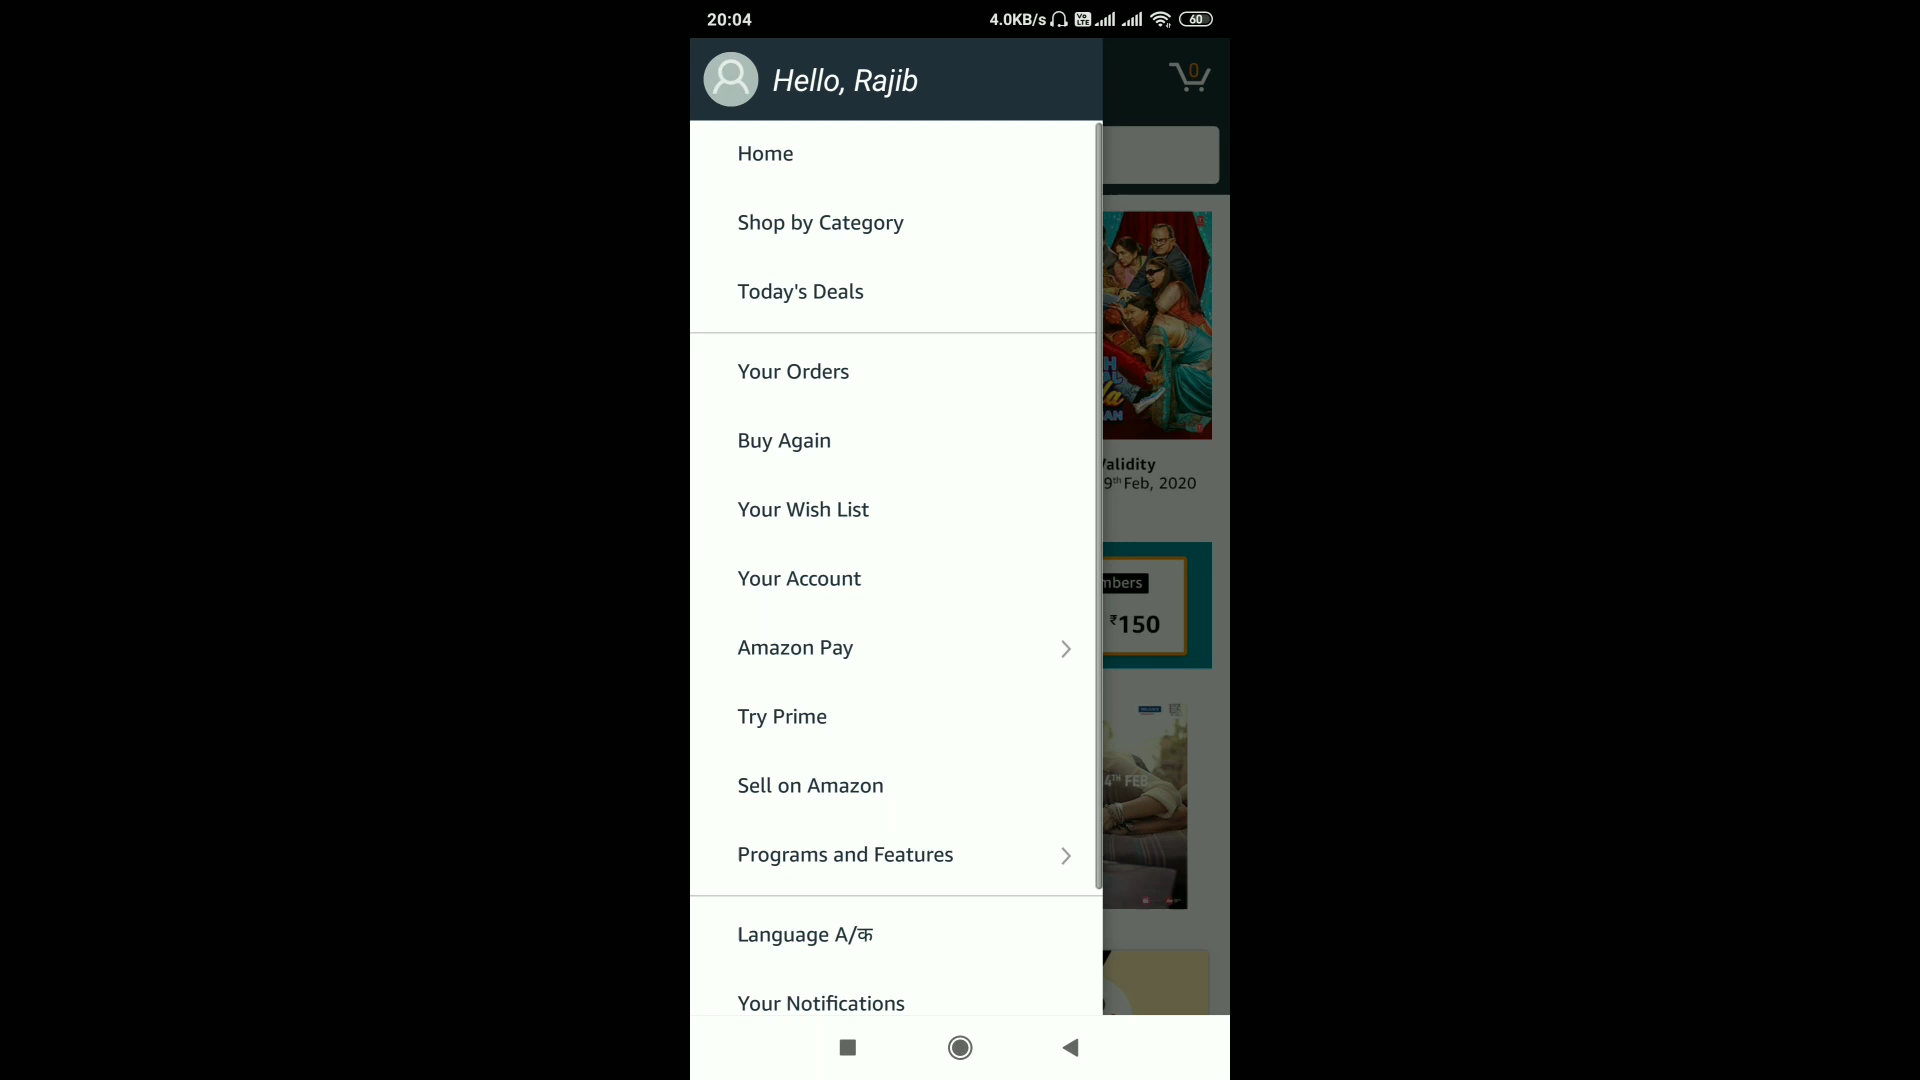 20:04
4.0KB/s Vo LTE 60
Hello, Rajib
0
Home
Shop by Category
Today's Deals
Your Orders
Buy Again
Your Wish List
Your Account
Amazon Pay
Try Prime
Sell on Amazon
Programs and Features
Language A/क
Your Notifications
alidity
9th Feb, 2020
mbers
₹150
4TH FEB